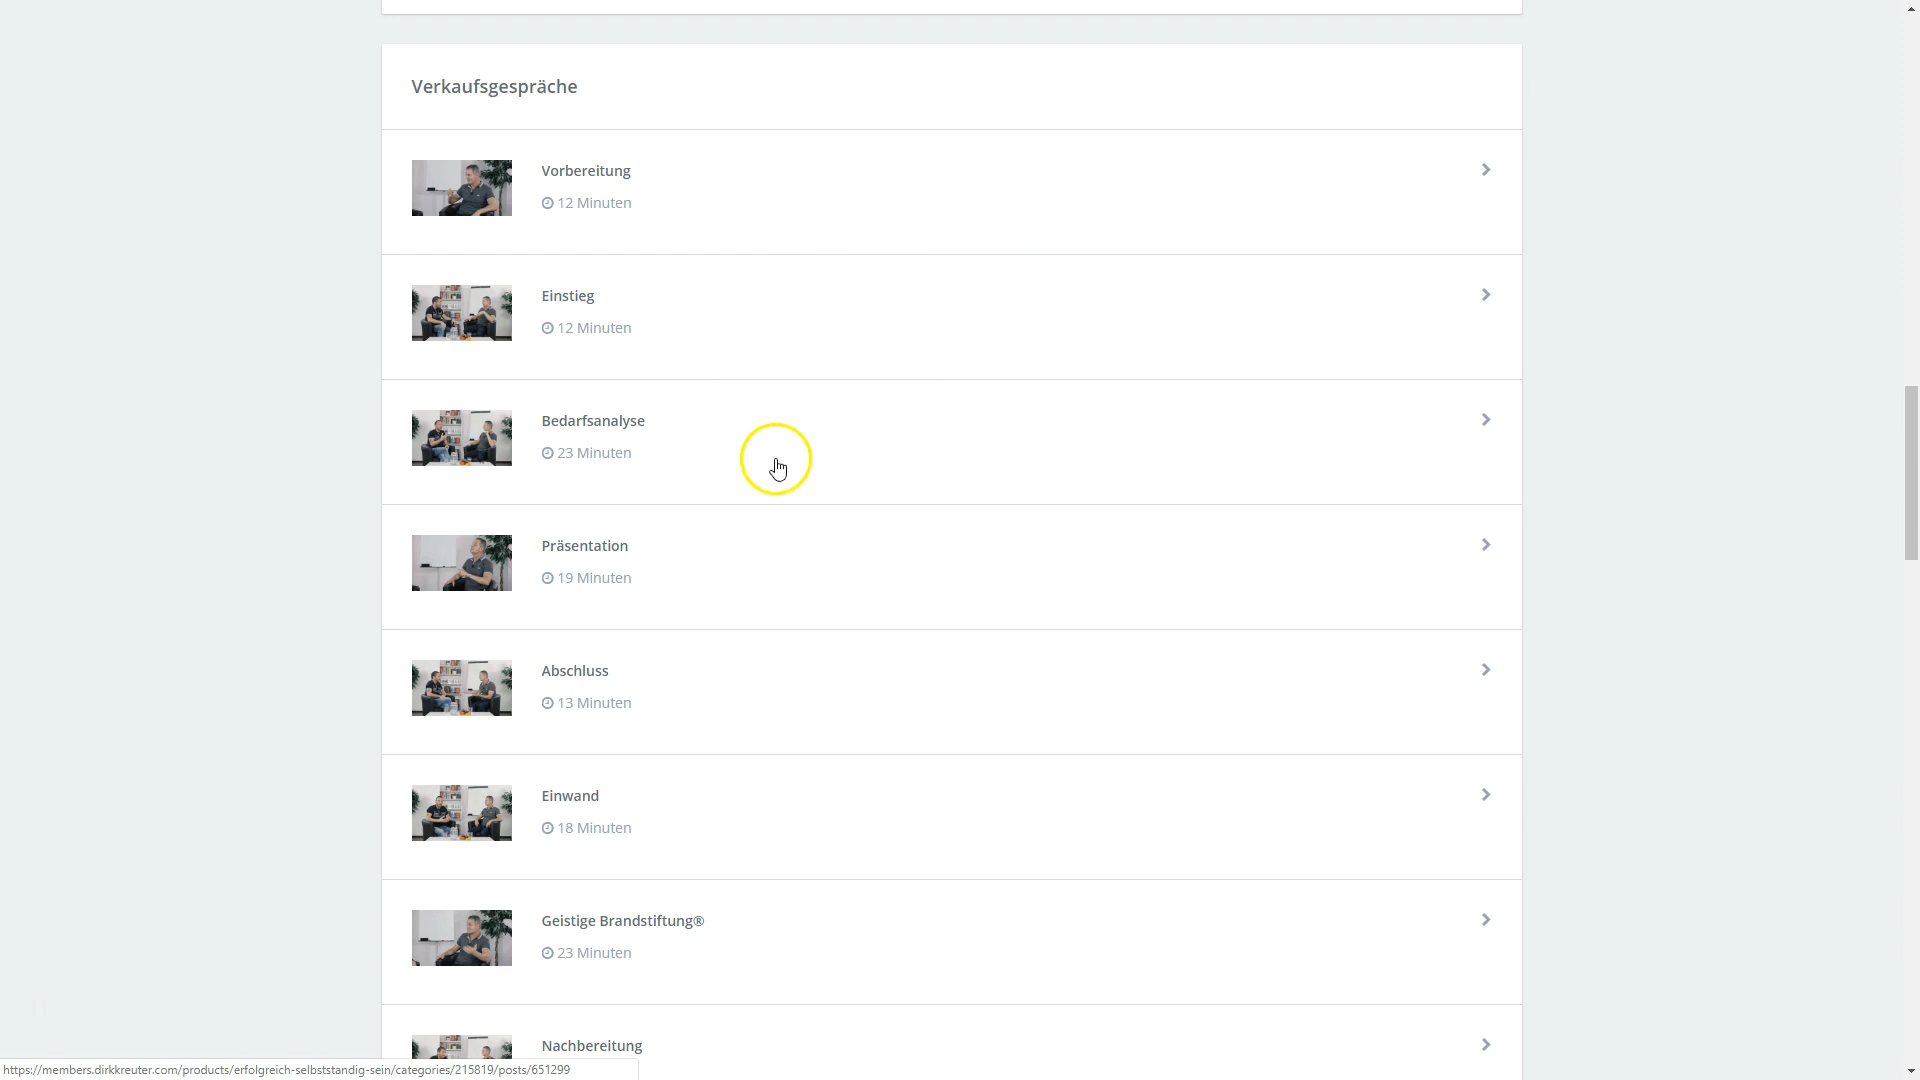 Verkaufsgespräche
Vorbereitung
12 Minuten
Einstieg
12 Minuten
Bedarfsanalyse
23 Minuten
Präsentation
19 Minuten
Abschluss
13 Minuten
Einwand
18 Minuten
Geistige Brandstiftung®
23 Minuten
Nachbereitung
https://members.dirkkreuter.com/products/erfolgreich-selbststandig-sein/categories/215819/posts/651299